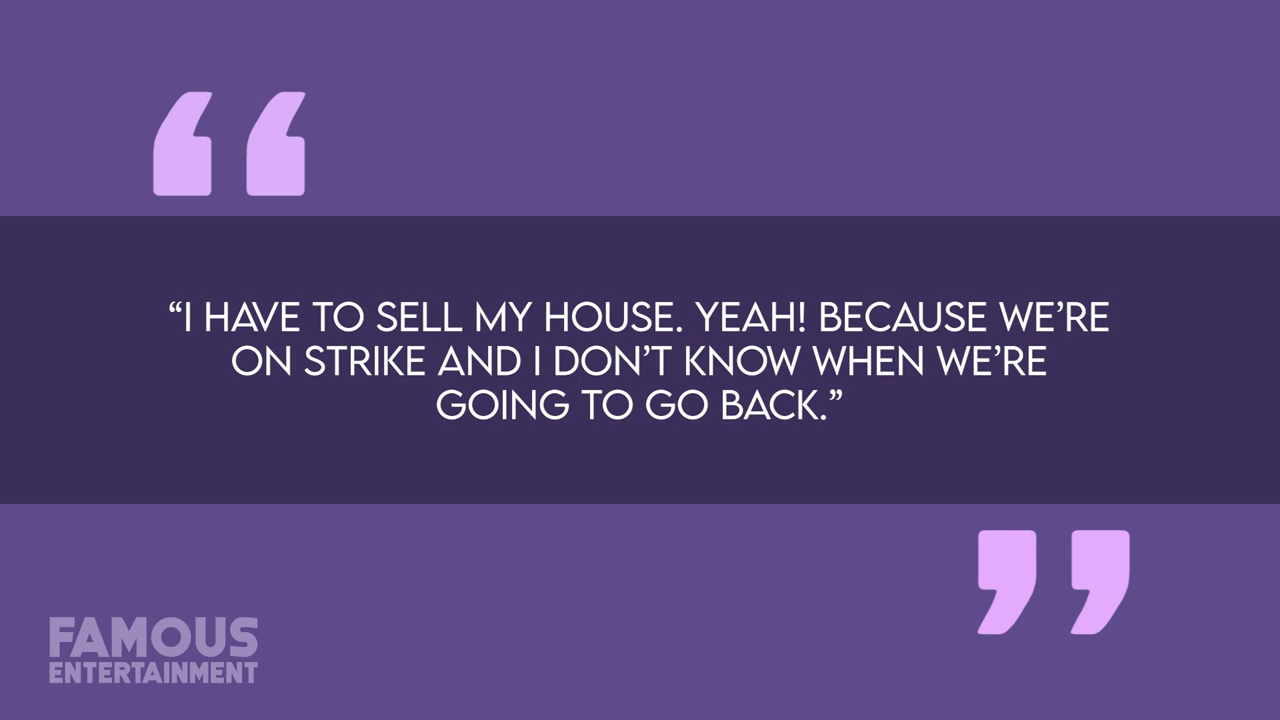 “I HAVE TO SELL MY HOUSE. YEAH! BECAUSE WE’RE
ON STRIKE AND I DON’T KNOW WHEN WE’RE
GOING TO GO BACK.”
FAMOUS
ENTERTAINMENT